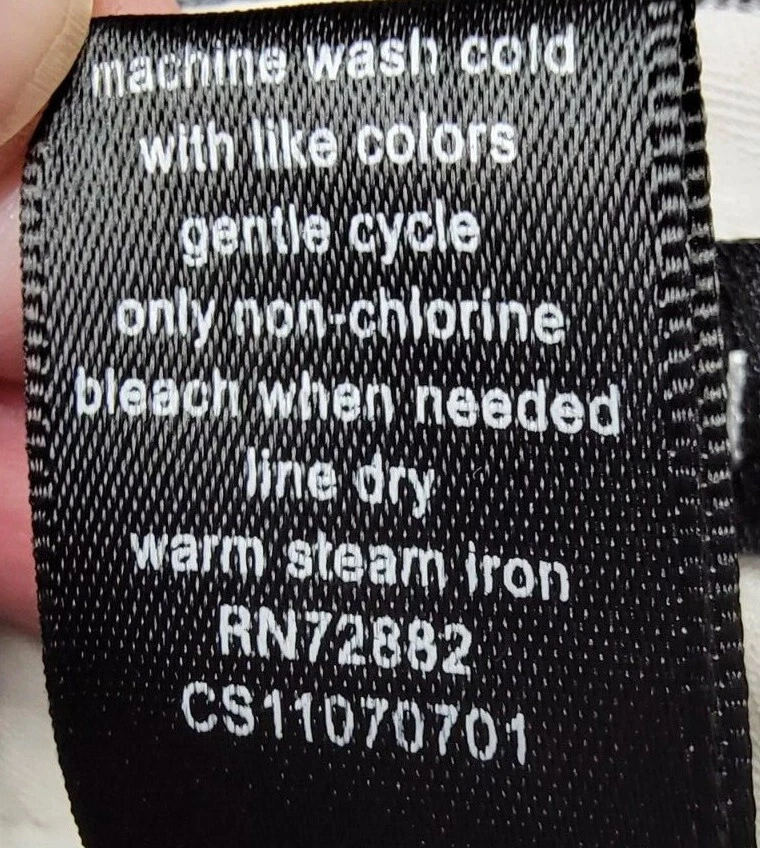 machine wash cold
with like colors
gentle cycle
only non-chlorine
bleach when needed
line dry
warm steam iron
RN72882
CS11070701